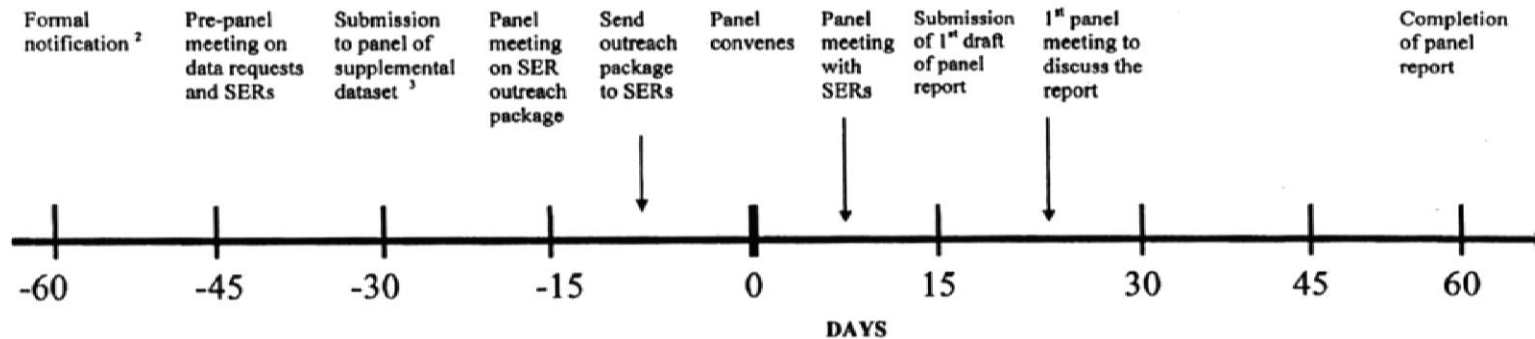 Formal
notification ²
Pre-panel
meeting on
data requests
and SERs
Submission
to panel of
supplemental
dataset ³
Panel
meeting
on SER
outreach
package
Send
outreach
package
to SERs
Panel
convenes
Panel
meeting
with
SERs
Submission
of 1ˢᵗ draft
of panel
report
1ˢᵗ panel
meeting to
discuss the
report
Completion
of panel
report
-60 -45 -30 -15 0 15 30 45 60
DAYS